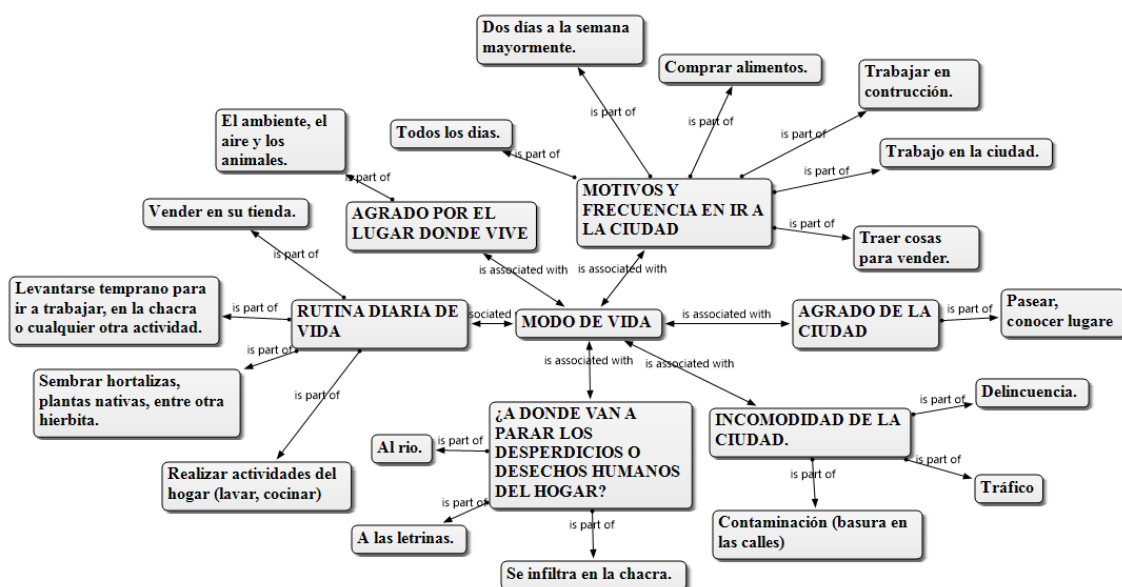 Dos días a la semana
mayormente.
Comprar alimentos.
Trabajar en
contrucción.
is part of
is part of
is part of
El ambiente, el
aire y los
animales.
Todos los dias.
is part of
Trabajo en la ciudad.
is part of
is part of
MOTIVOS Y
FRECUENCIA EN IR A
LA CIUDAD
Vender en su tienda.
AGRADO POR EL
LUGAR DONDE VIVE
is part of
Traer cosas
para vender.
is part of
is associated with
is associated with
Levantarse temprano para
ir a trabajar, en la chacra
o cualquier otra actividad.
is part of
RUTINA DIARIA DE
VIDA
sociated
MODO DE VIDA
is associated with
AGRADO DE LA
CIUDAD
is part of
Pasear,
conocer lugare
is part of
is associated with
is associated with
Sembrar hortalizas,
plantas nativas, entre otra
hierbita.
is part of
¿A DONDE VAN A
PARAR LOS
DESPERDICIOS O
DESECHOS HUMANOS
DEL HOGAR?
INCOMODIDAD DE LA
CIUDAD.
is part of
Delincuencia.
Al rio.
is part of
Realizar actividades del
hogar (lavar, cocinar)
is part of
is part of
Tráfico
is part of
A las letrinas.
is part of
Contaminación (basura en
las calles)
Se infiltra en la chacra.